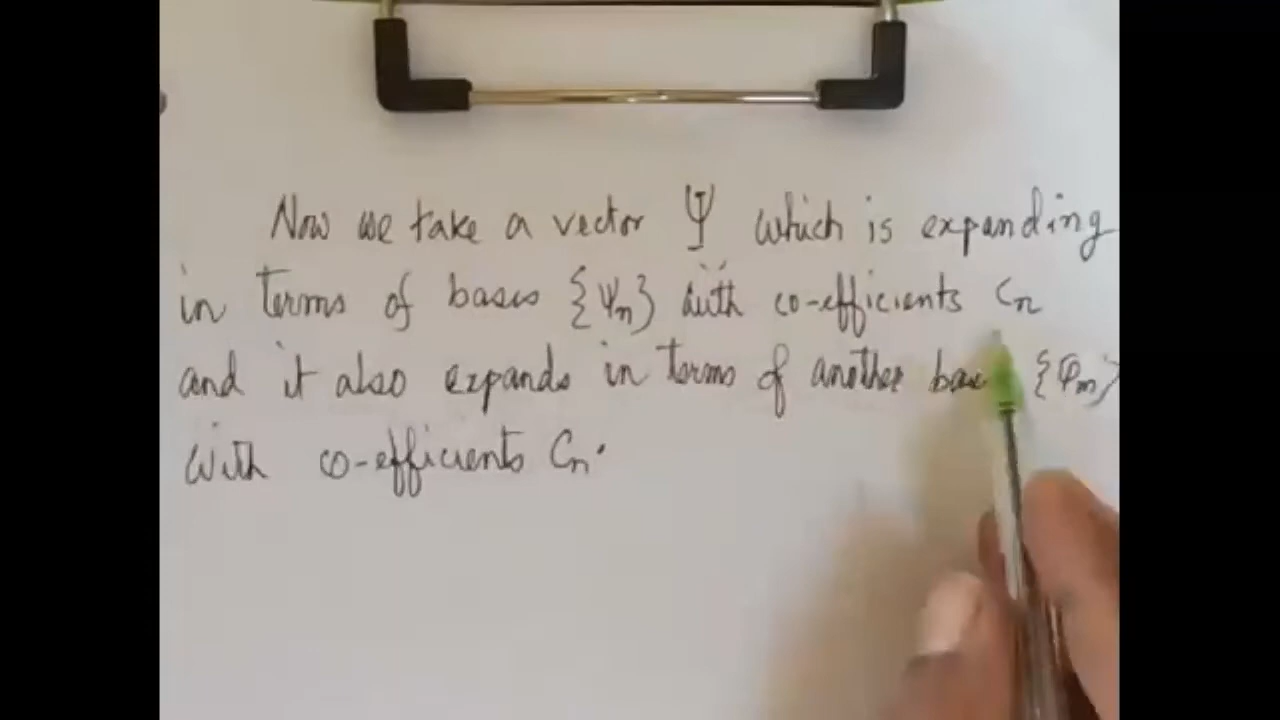 Now we take a vector Ψ which is expanding
in terms of basis {ψn} with co-efficients Cn
and it also expands in terms of another {φm}
with co-efficients Cn'